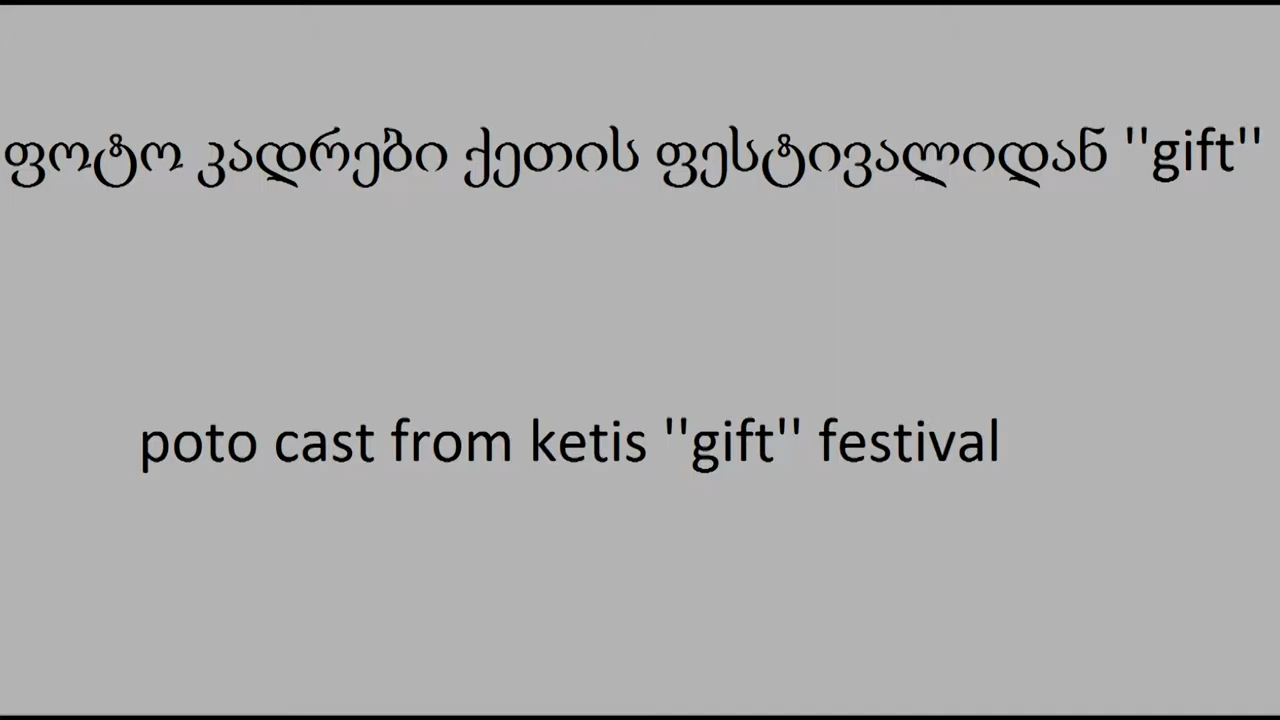 ფოტო კადრები ქეთის ფესტივალიდან ''gift''
poto cast from ketis ''gift'' festival